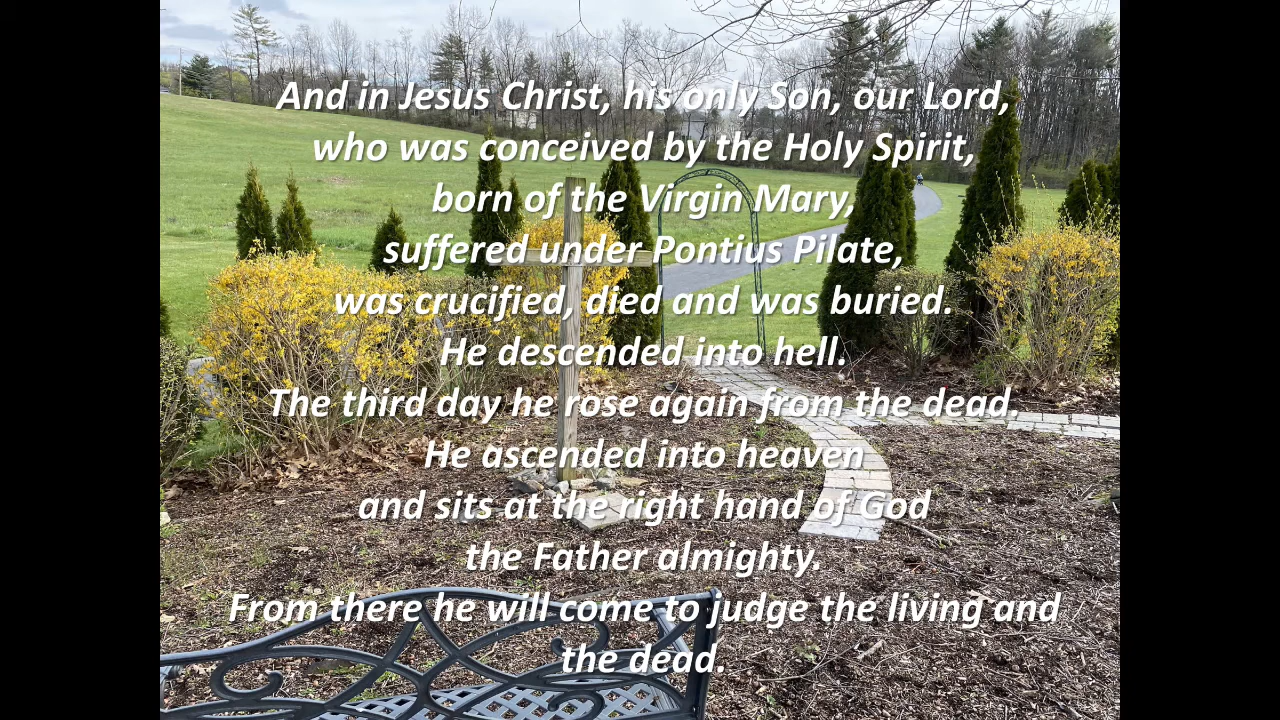 And in Jesus Christ, his only Son, our Lord,
who was conceived by the Holy Spirit,
born of the Virgin Mary,
suffered under Pontius Pilate,
was crucified, died and was buried.
He descended into hell.
The third day he rose again from the dead.
He ascended into heaven
and sits at the right hand of God
the Father almighty.
From there he will come to judge the living and
the dead.